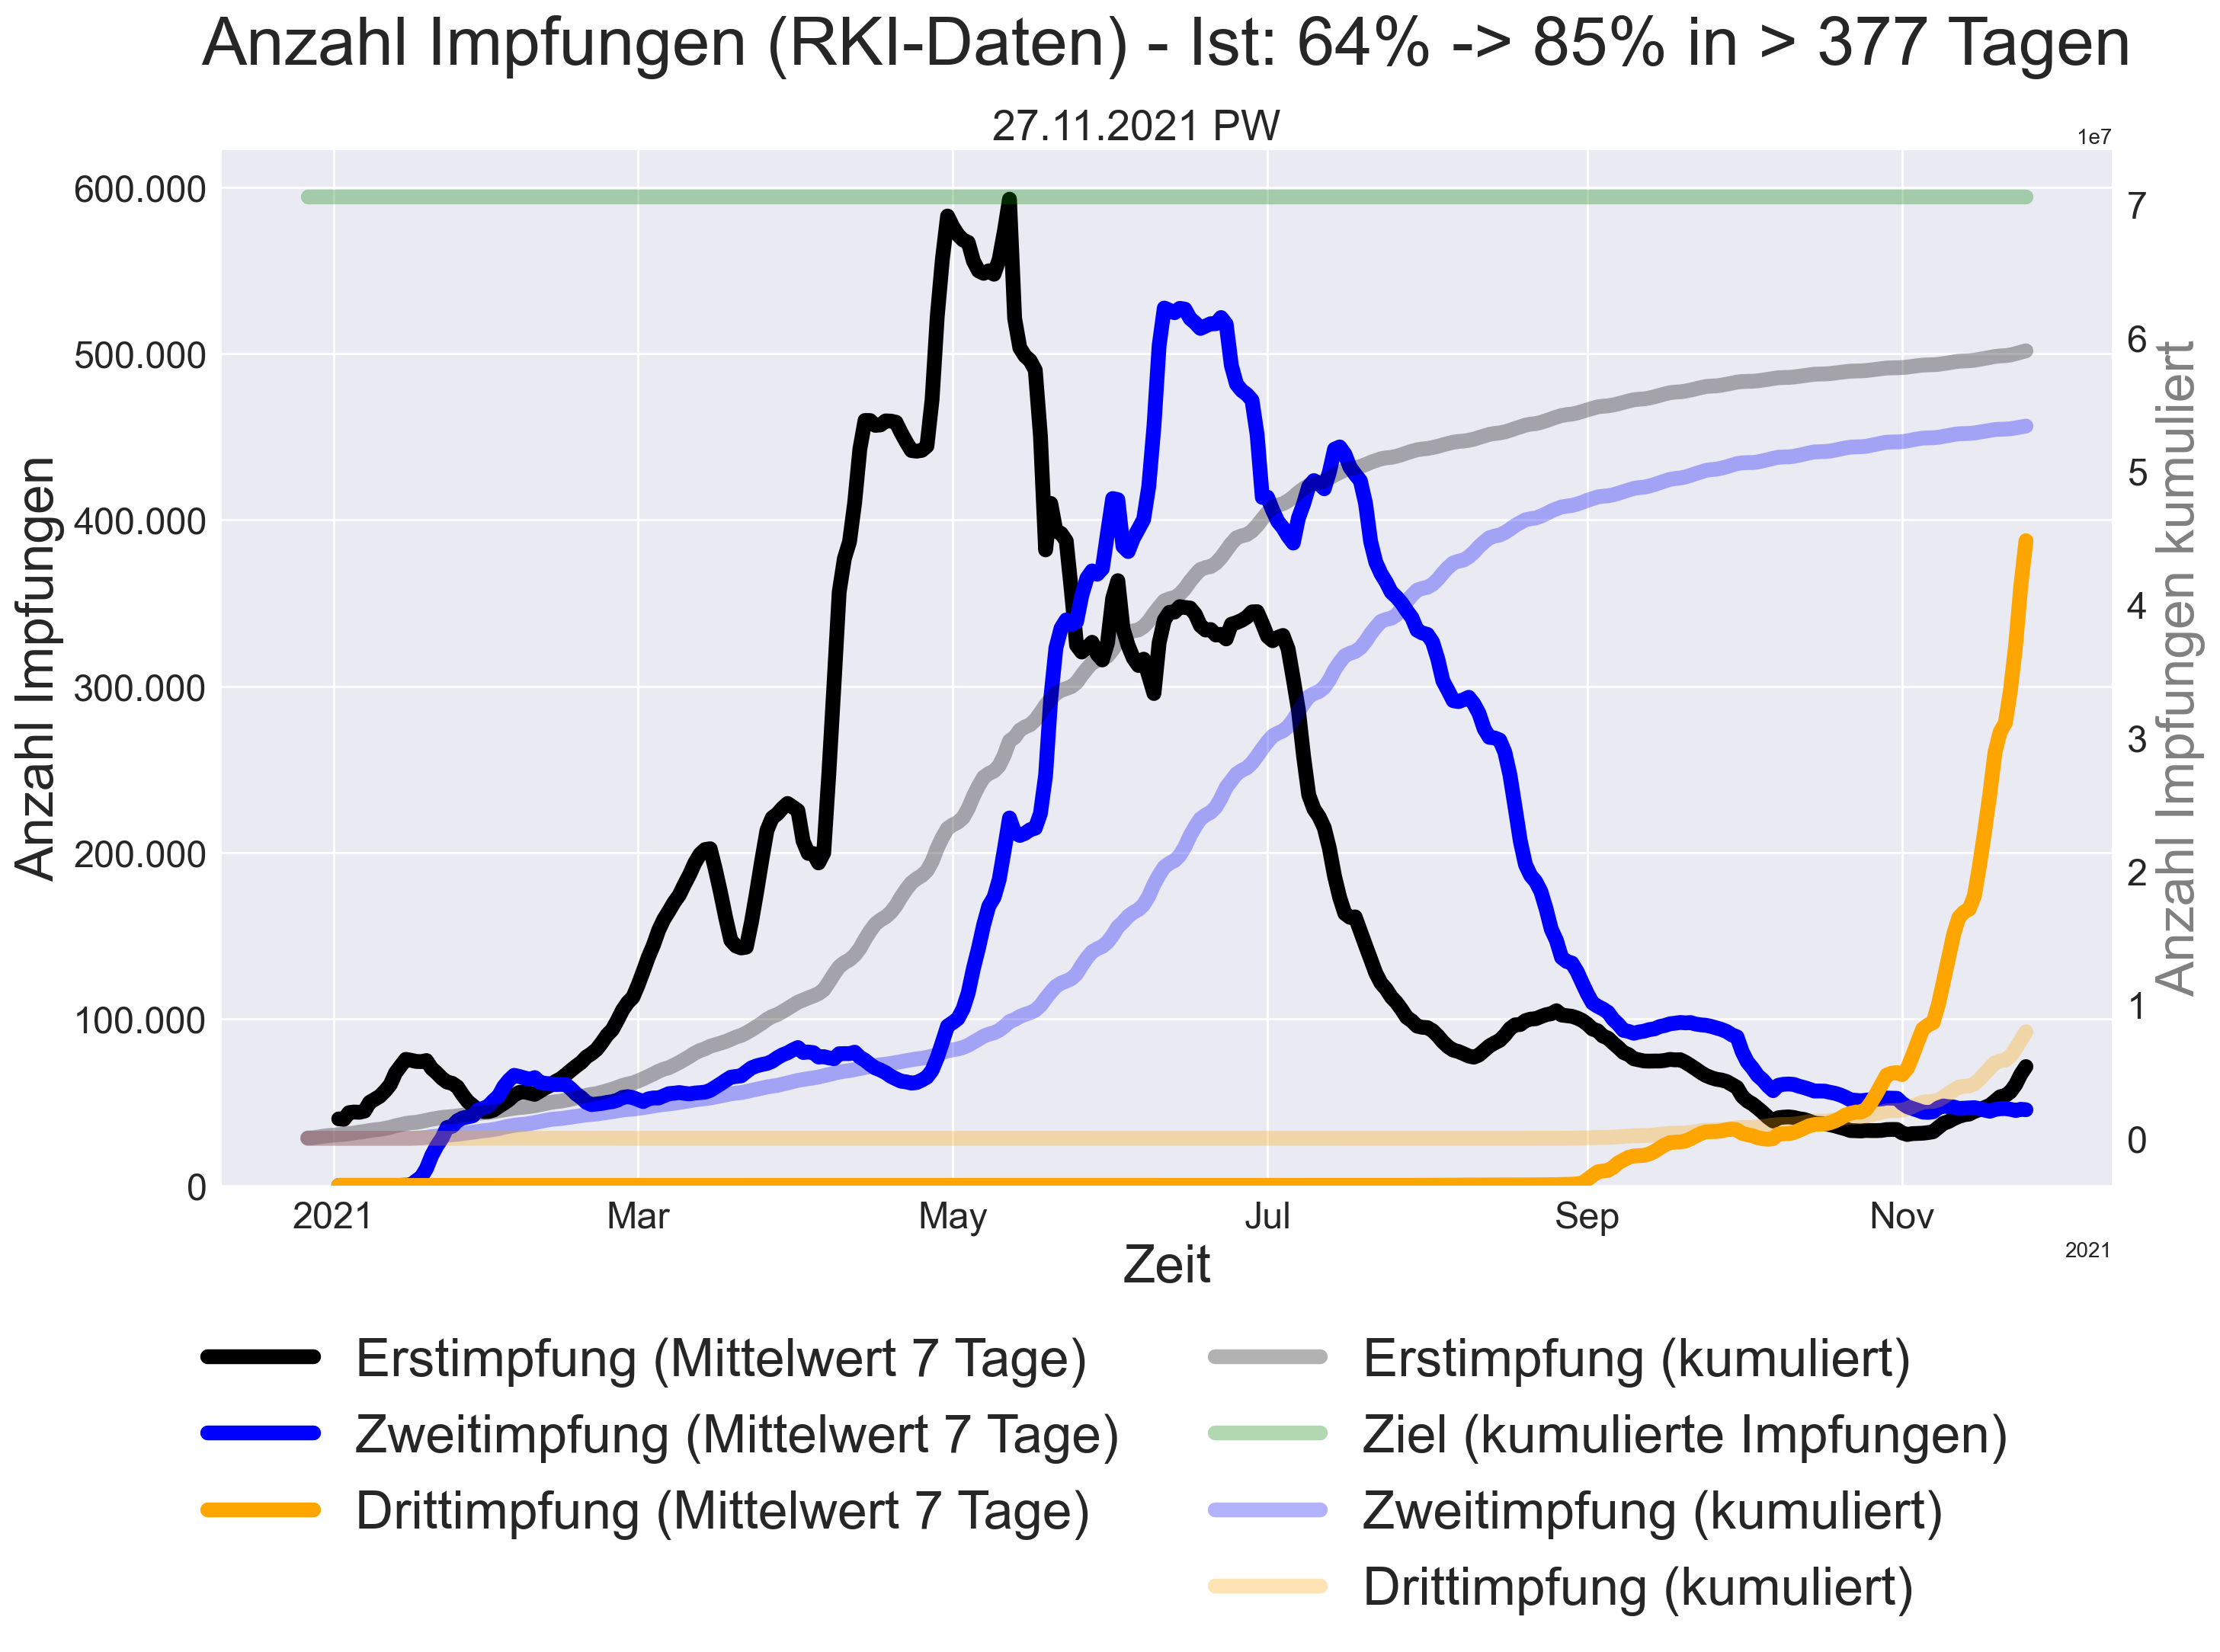 Anzahl Impfungen (RKI-Daten) - Ist: 64% -> 85% in > 377 Tagen
27.11.2021 PW
1e7
Anzahl Impfungen
600.000
500.000
400.000
300.000
200.000
100.000
0
7
6
5
4
3
2
1
0
Anzahl Impfungen kumuliert
2021
Mar
May
Jul
Sep
Nov
Zeit
2021
Erstimpfung (Mittelwert 7 Tage)
Zweitimpfung (Mittelwert 7 Tage)
Drittimpfung (Mittelwert 7 Tage)
Erstimpfung (kumuliert)
Ziel (kumulierte Impfungen)
Zweitimpfung (kumuliert)
Drittimpfung (kumuliert)